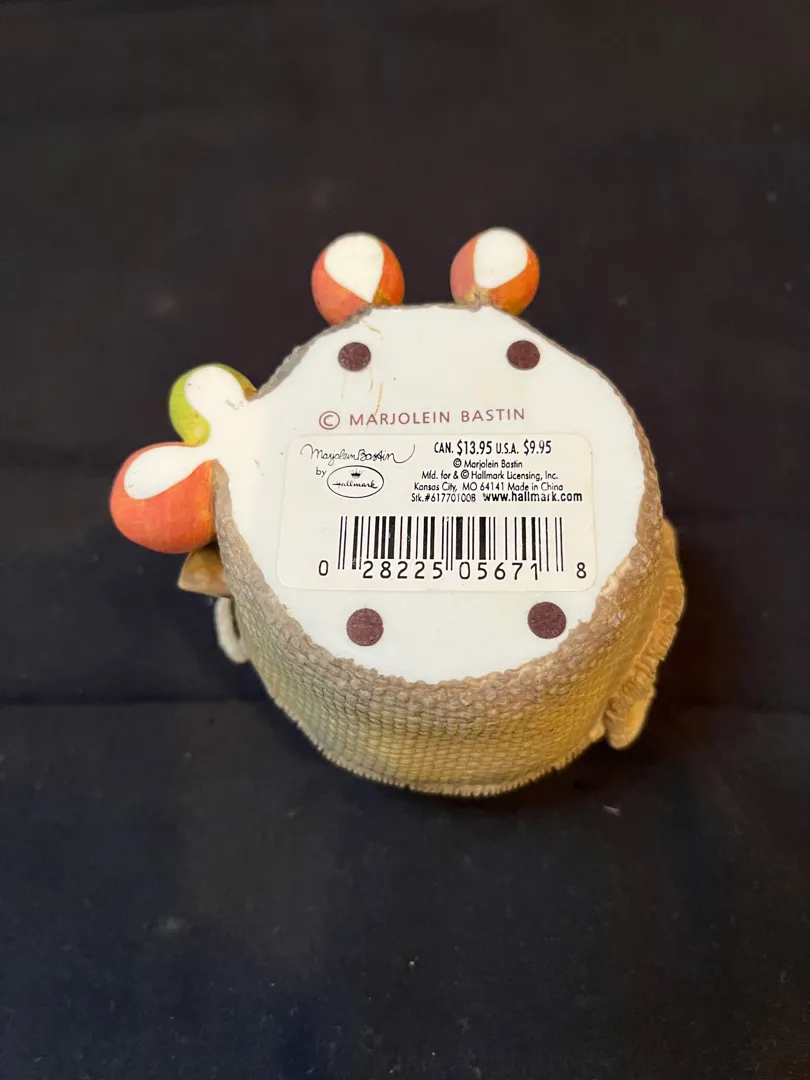 © MARJOLEIN BASTIN
Marjolein Bastin
by Hallmark
CAN. $13.95 U.S.A. $9.95
© Marjolein Bastin
Mfd. for & © Hallmark Licensing, Inc.
Kansas City, MO 64141 Made in China
Stk.#61770100B www.hallmark.com
0 28225 05671 8